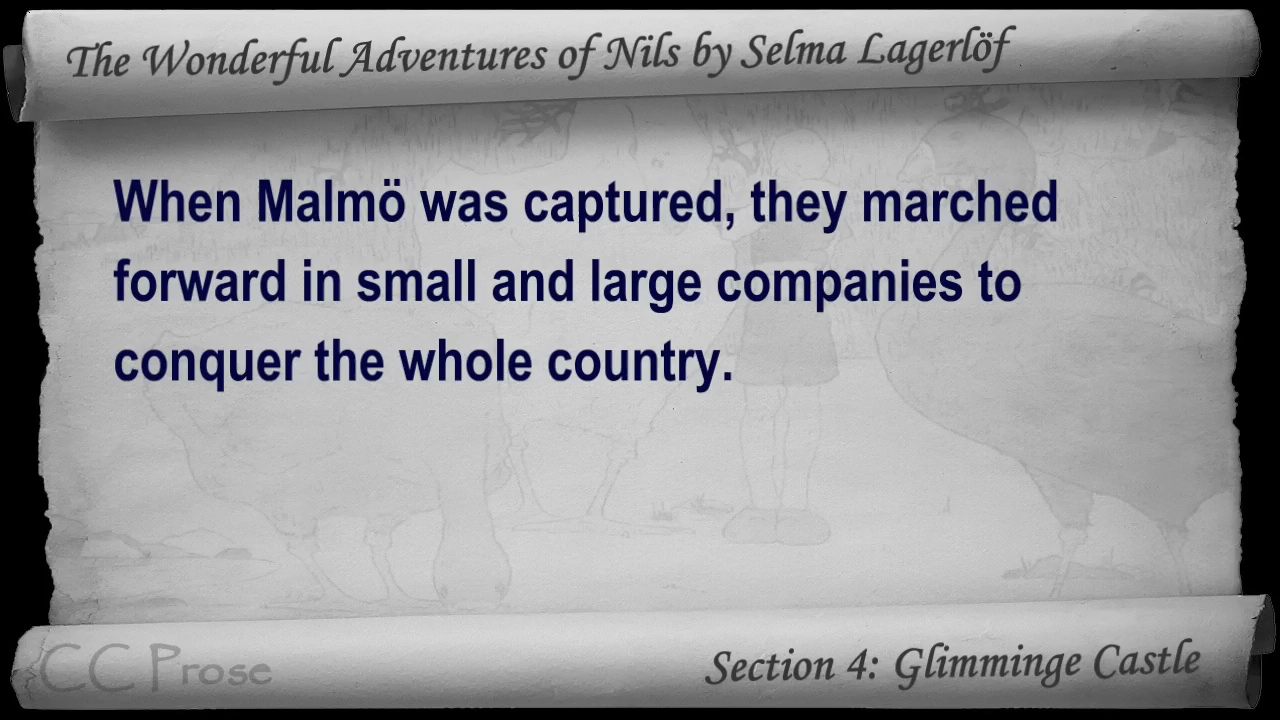 The Wonderful Adventures of Nils by Selma Lagerlöf
When Malmö was captured, they marched
forward in small and large companies to
conquer the whole country.
CC Prose
Section 4: Glimminge Castle